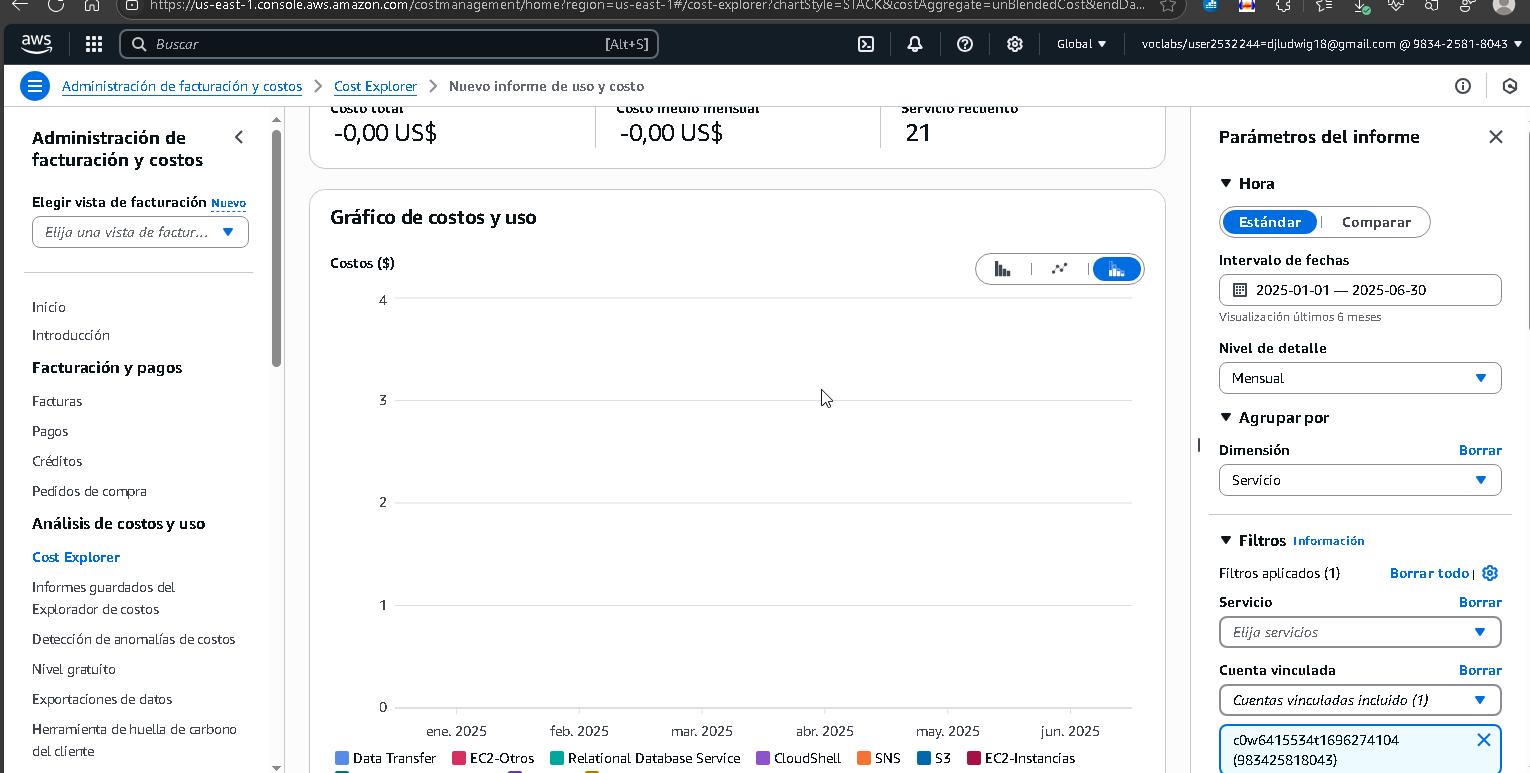 https://us-east-1.console.aws.amazon.com/costmanagement/home?region=us-east-1#/cost-explorer?chartStyle=STACK&costAggregate=unBlendedCost&endDa...
aws
Buscar
[Alt+S]
Global
voclabs/user2532244=djludwig18@gmail.com @ 9834-2581-8043
Administración de facturación y costos
Cost Explorer
Nuevo informe de uso y costo
Administración de
facturación y costos
Elegir vista de facturación Nuevo
Elija una vista de factur...
Inicio
Introducción
Facturación y pagos
Facturas
Pagos
Créditos
Pedidos de compra
Análisis de costos y uso
Cost Explorer
Informes guardados del
Explorador de costos
Detección de anomalías de costos
Nivel gratuito
Exportaciones de datos
Herramienta de huella de carbono
del cliente
Costo total
-0,00 US$
Costo medio mensual
-0,00 US$
Servicio recuento
21
Gráfico de costos y uso
Costos ($)
4
3
2
1
0
ene. 2025
feb. 2025
mar. 2025
abr. 2025
may. 2025
jun. 2025
Data Transfer
EC2-Otros
Relational Database Service
CloudShell
SNS
S3
EC2-Instancias
Parámetros del informe
Hora
Estándar
Comparar
Intervalo de fechas
2025-01-01 — 2025-06-30
Visualización últimos 6 meses
Nivel de detalle
Mensual
Agrupar por
Dimensión
Borrar
Servicio
Filtros Información
Filtros aplicados (1)
Borrar todo
Servicio
Borrar
Elija servicios
Cuenta vinculada
Borrar
Cuentas vinculadas incluido (1)
c0w6415534t1696274104
(983425818043)